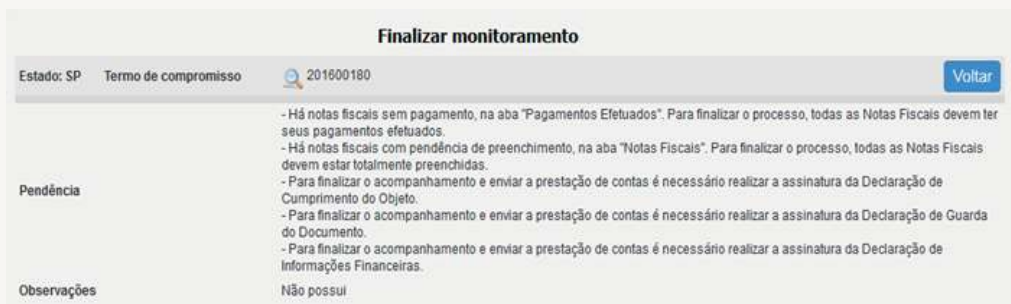 Finalizar monitoramento
Estado: SP Termo de compromisso 201600180 Voltar
- Há notas fiscais sem pagamento, na aba "Pagamentos Efetuados". Para finalizar o processo, todas as Notas Fiscais devem ter
seus pagamentos efetuados.
- Há notas fiscais com pendência de preenchimento, na aba "Notas Fiscais". Para finalizar o processo, todas as Notas Fiscais
devem estar totalmente preenchidas.
- Para finalizar o acompanhamento e enviar a prestação de contas é necessário realizar a assinatura da Declaração de
Pendência
Cumprimento do Objeto.
- Para finalizar o acompanhamento e enviar a prestação de contas é necessário realizar a assinatura da Declaração de Guarda
do Documento.
- Para finalizar o acompanhamento e enviar a prestação de contas é necessário realizar a assinatura da Declaração de
Informações Financeiras.
Observações Não possui